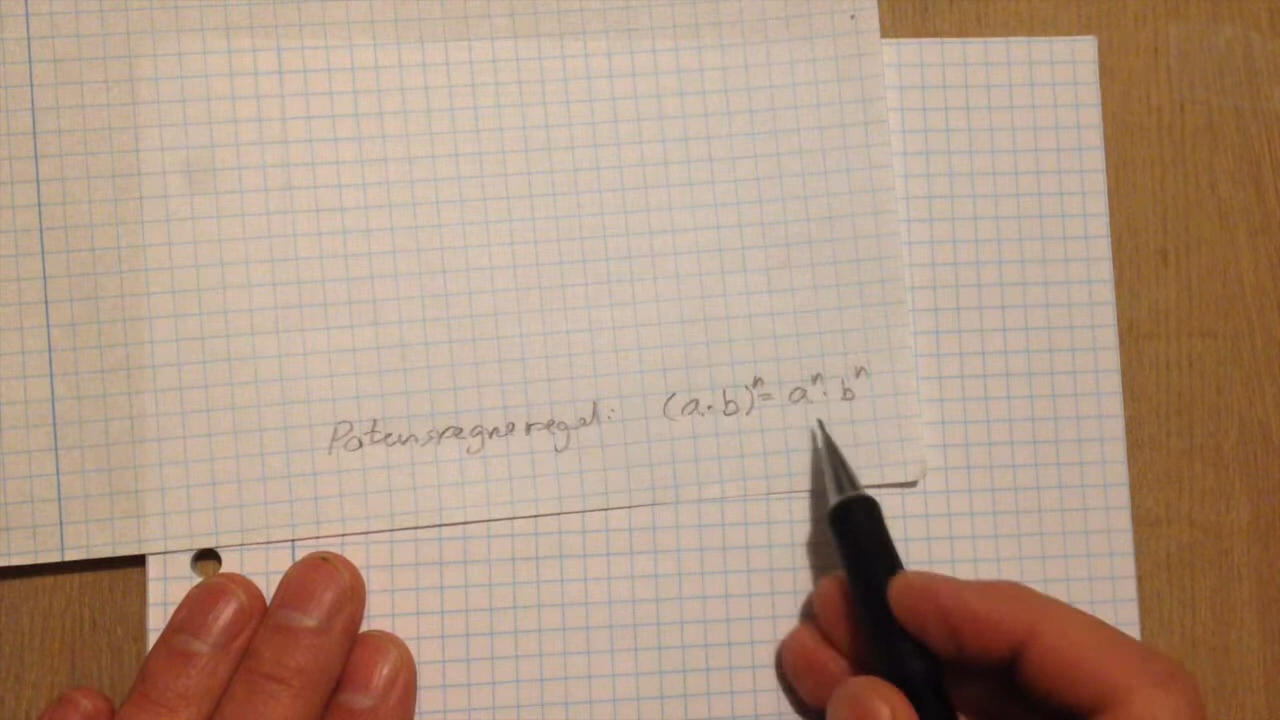 Potensregneregel: (a·b)ⁿ = aⁿ·bⁿ